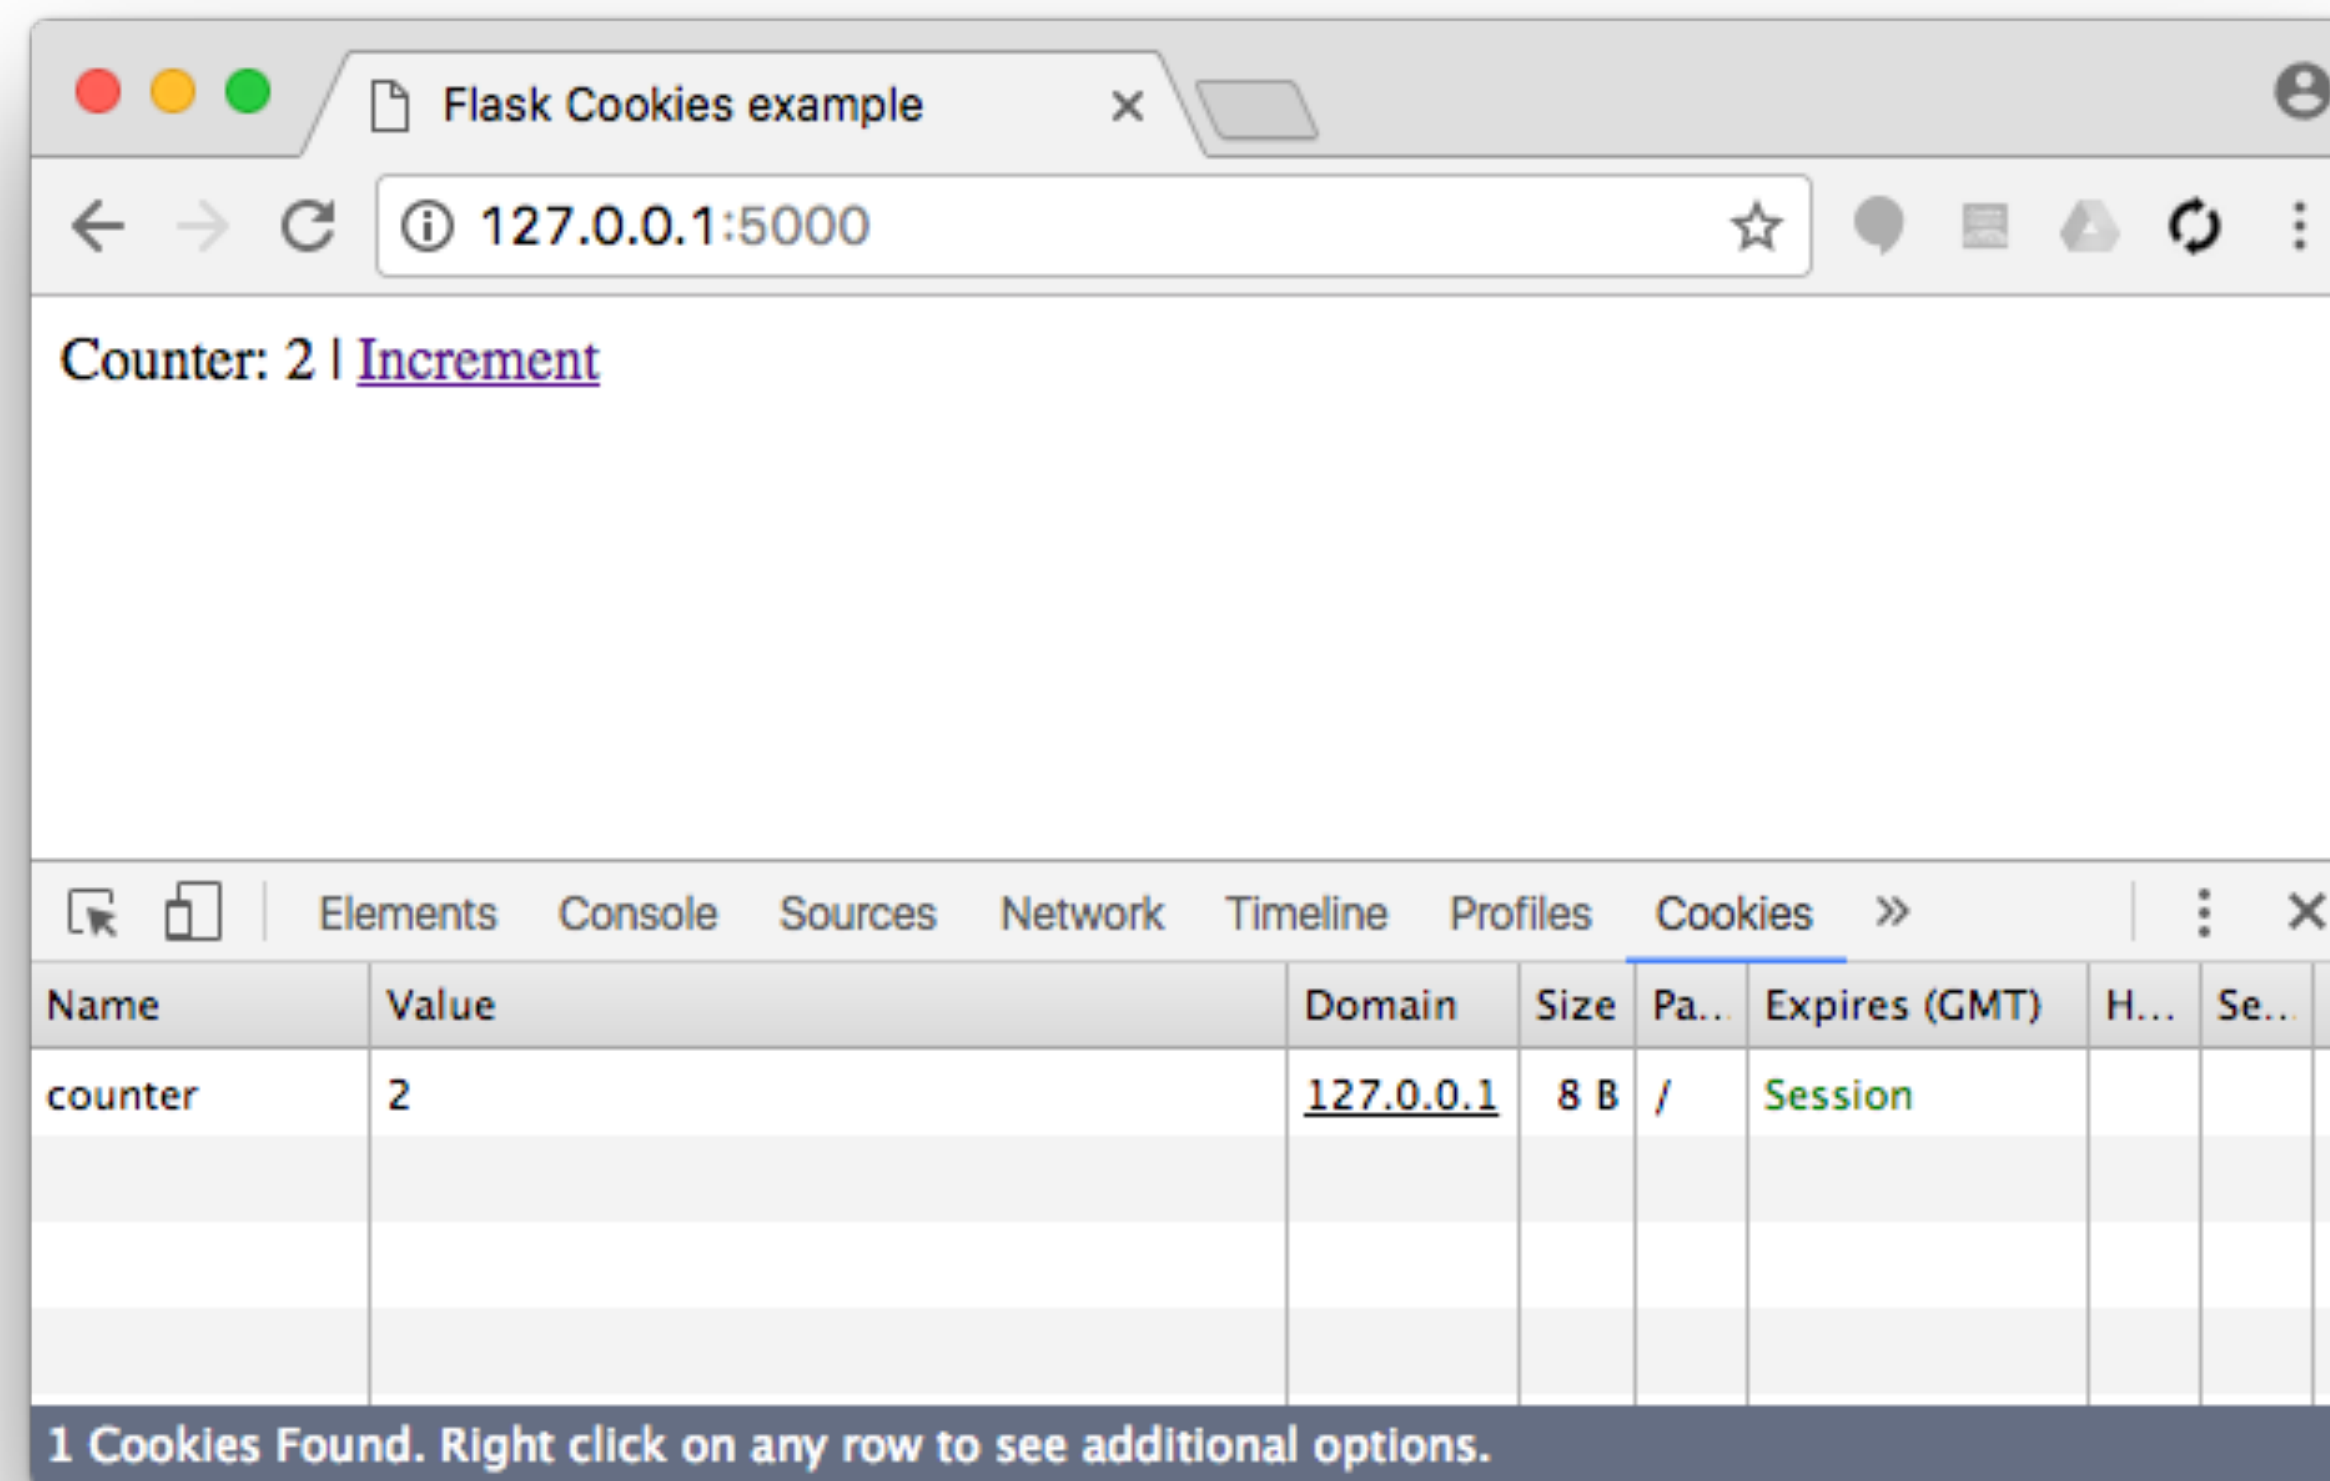 Flask Cookies example
127.0.0.1:5000
Counter: 2 | Increment
Elements Console Sources Network Timeline Profiles Cookies »
Name Value Domain Size Pa... Expires (GMT) H... Se...
counter 2 127.0.0.1 8 B / Session
1 Cookies Found. Right click on any row to see additional options.